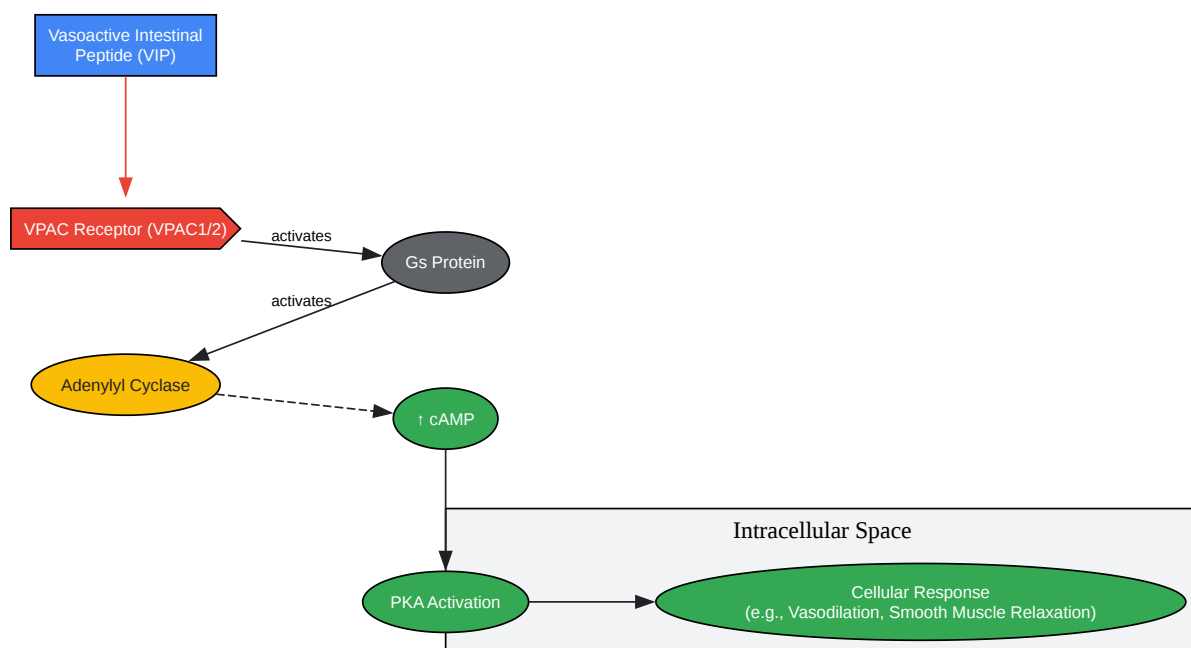 Vasoactive Intestinal
Peptide (VIP)
VPAC Receptor (VPAC1/2)
activates
Gs Protein
activates
Adenylyl Cyclase
↑ cAMP
Intracellular Space
PKA Activation
Cellular Response
(e.g., Vasodilation, Smooth Muscle Relaxation)